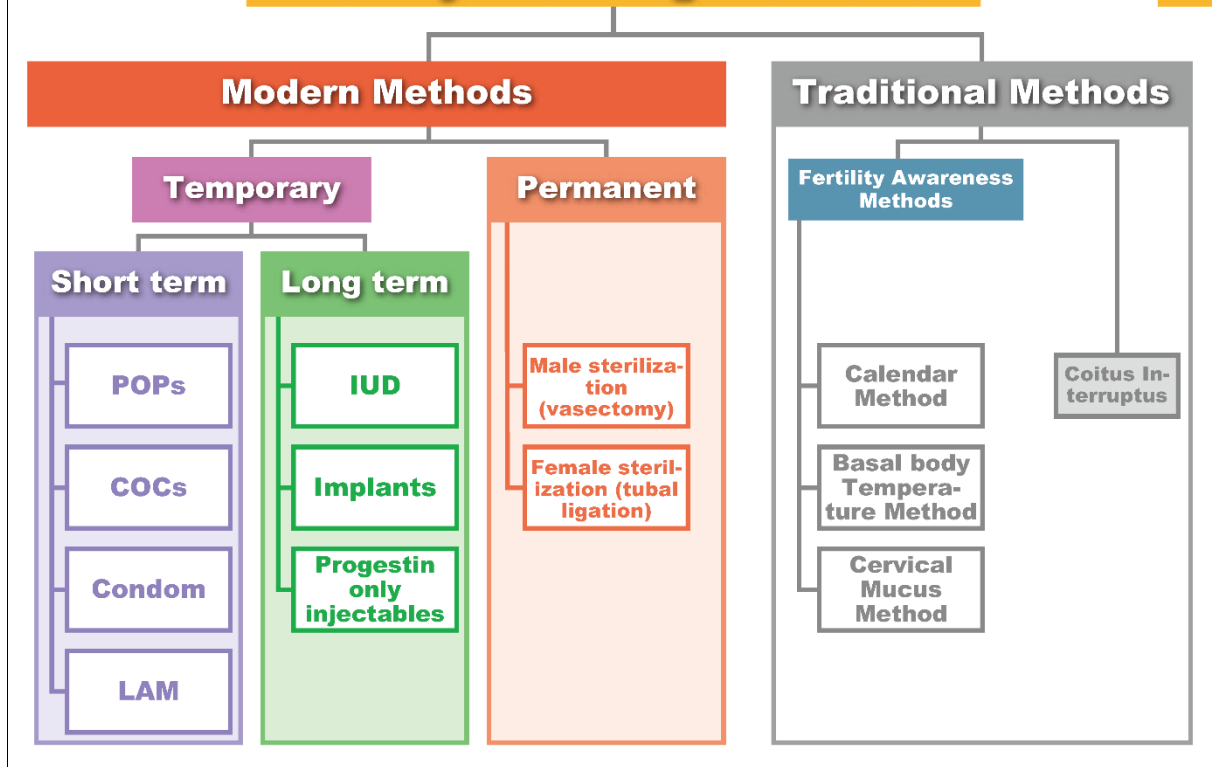 Modern Methods
Traditional Methods
Temporary
Permanent
Fertility Awareness
Methods
Short term
Long term
POPs
IUD
Male steriliza-
tion
(vasectomy)
Calendar
Method
Coitus In-
terruptus
COCs
Implants
Female steril-
ization (tubal
ligation)
Basal body
Tempera-
ture Method
Condom
Progestin
only
injectables
Cervical
Mucus
Method
LAM